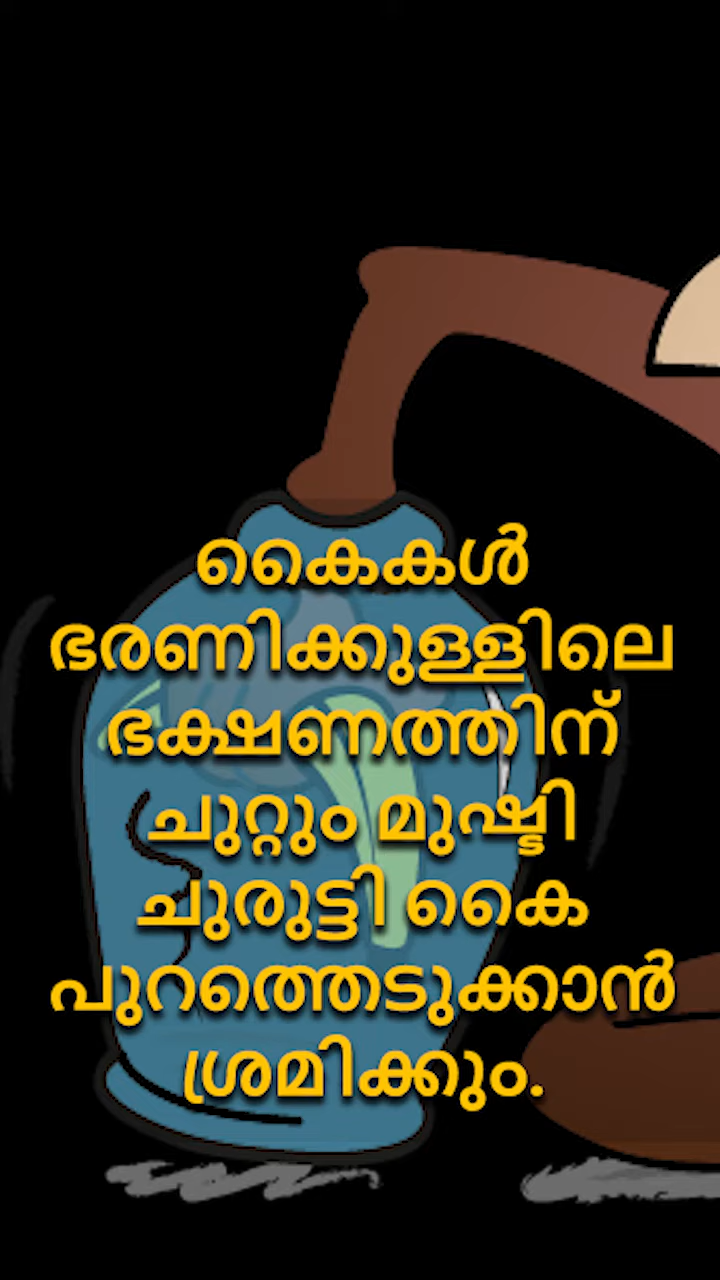 കൈകൾ
ഭരണിക്കുള്ളിലെ
ഭക്ഷണത്തിന്
ചുറ്റും മുഷ്ടി
ചുരുട്ടി കൈ
പുറത്തെടുക്കാൻ
ശ്രമിക്കും.